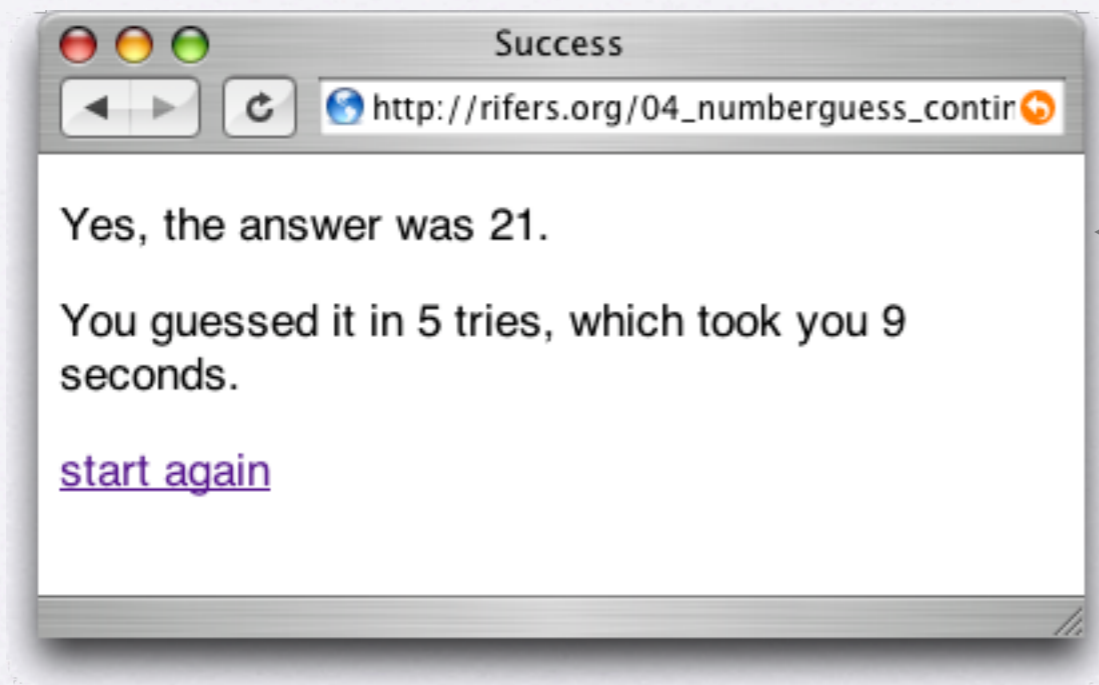 Success
http://rifers.org/04_numberguess_contin
Yes, the answer was 21.
You guessed it in 5 tries, which took you 9
seconds.
start again